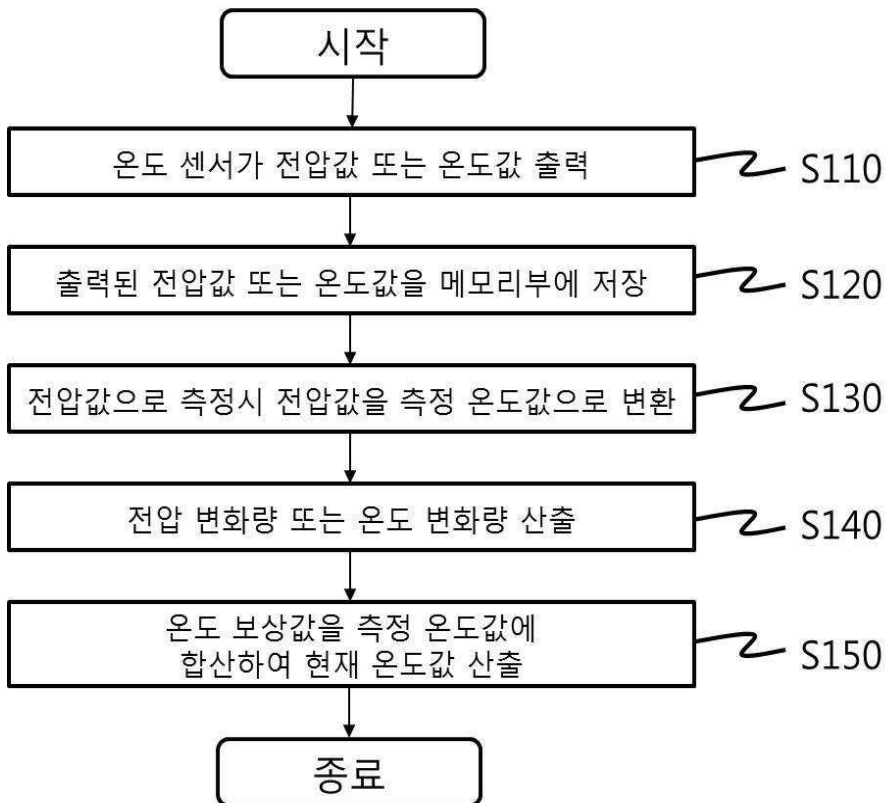 시작
온도 센서가 전압값 또는 온도값 출력
S110
출력된 전압값 또는 온도값을 메모리부에 저장
S120
전압값으로 측정시 전압값을 측정 온도값으로 변환
S130
전압 변화량 또는 온도 변화량 산출
S140
온도 보상값을 측정 온도값에
합산하여 현재 온도값 산출
S150
종료